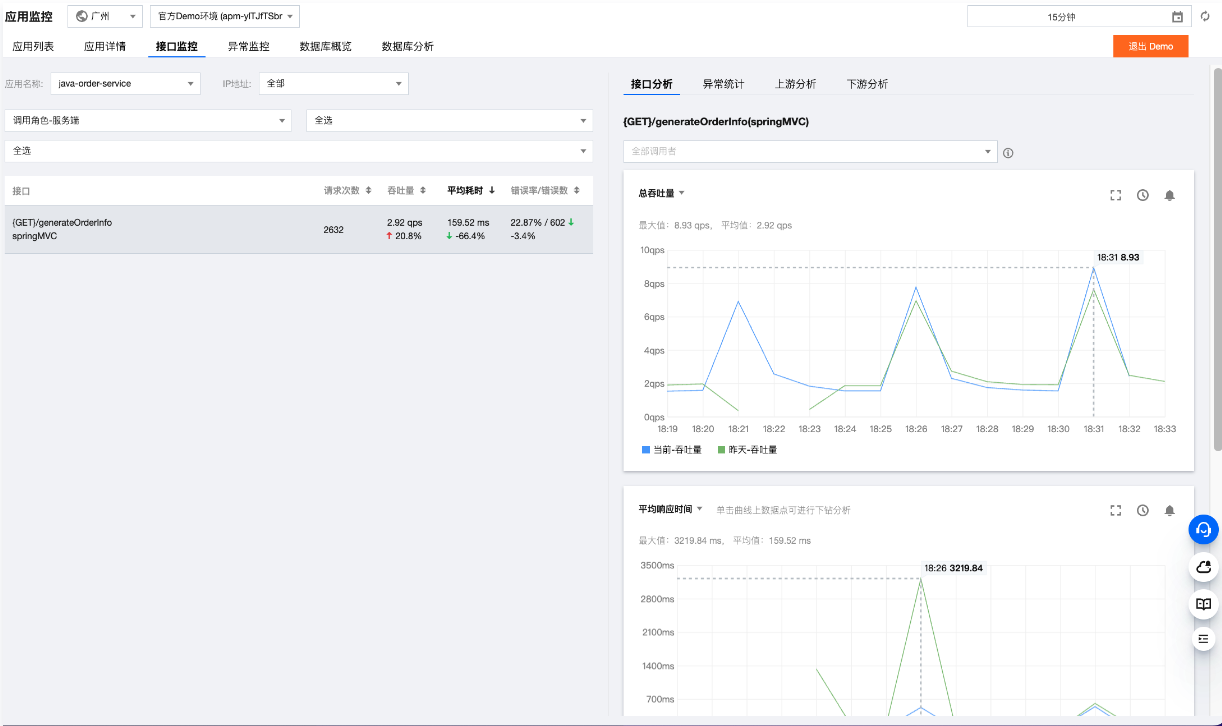 应用监控
广州
官方Demo环境 (apm-yITJfTSbr
15分钟
应用列表 应用详情 接口监控 异常监控 数据库概览 数据库分析
退出 Demo
应用名称: java-order-service IP地址: 全部
调用角色-服务端 全选
全选
接口 请求次数 吞吐量 平均耗时 错误率/错误数
{GET}/generateOrderInfo
springMVC
2632
2.92 qps
20.8%
159.52 ms
-66.4%
22.87% / 602
-3.4%
接口分析 异常统计 上游分析 下游分析
{GET}/generateOrderInfo(springMVC)
全部调用者
总吞吐量
最大值: 8.93 qps, 平均值: 2.92 qps
18:31 8.93
10qps
8qps
6qps
4qps
2qps
0qps
18:19 18:20 18:21 18:22 18:23 18:24 18:25 18:26 18:27 18:28 18:29 18:30 18:31 18:32 18:33
当前-吞吐量 昨天-吞吐量
平均响应时间 单击曲线上数据点可进行下钻分析
最大值: 3219.84 ms, 平均值: 159.52 ms
18:26 3219.84
3500ms
2800ms
2100ms
1400ms
700ms